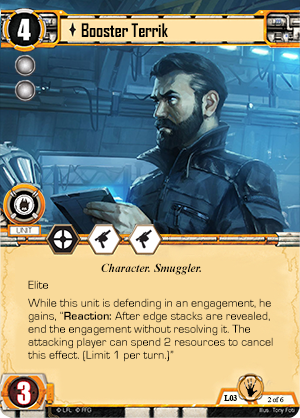 4
Booster Terrik
UNIT
Character. Smuggler.
Elite
While this unit is defending in an engagement, he
gains, "Reaction: After edge stacks are revealed,
end the engagement without resolving it. The
attacking player can spend 2 resources to cancel
this effect. (Limit 1 per turn.)"
3
L03
2 of 6
© LFL © FFG
Illus. Tony Foti